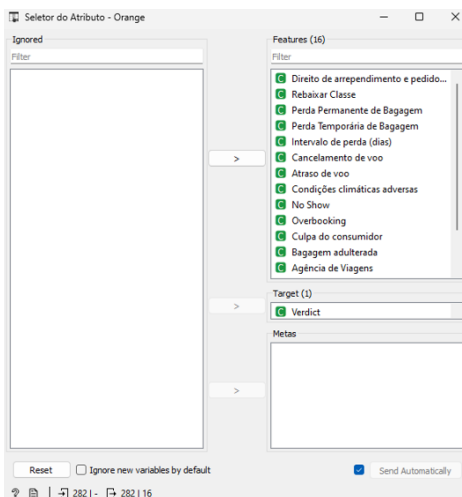 Seletor do Atributo - Orange
Ignored
Filter
Features (16)
Filter
C Direito de arrependimento e pedido...
C Rebaixar Classe
C Perda Permanente de Bagagem
C Perda Temporária de Bagagem
C Intervalo de perda (dias)
C Cancelamento de voo
C Atraso de voo
C Condições climáticas adversas
C No Show
C Overbooking
C Culpa do consumidor
C Bagagem adulterada
C Agência de Viagens
>
Target (1)
C Verdict
>
Metas
>
Reset
Ignore new variables by default
Send Automatically
? 282 | - 282 | 16